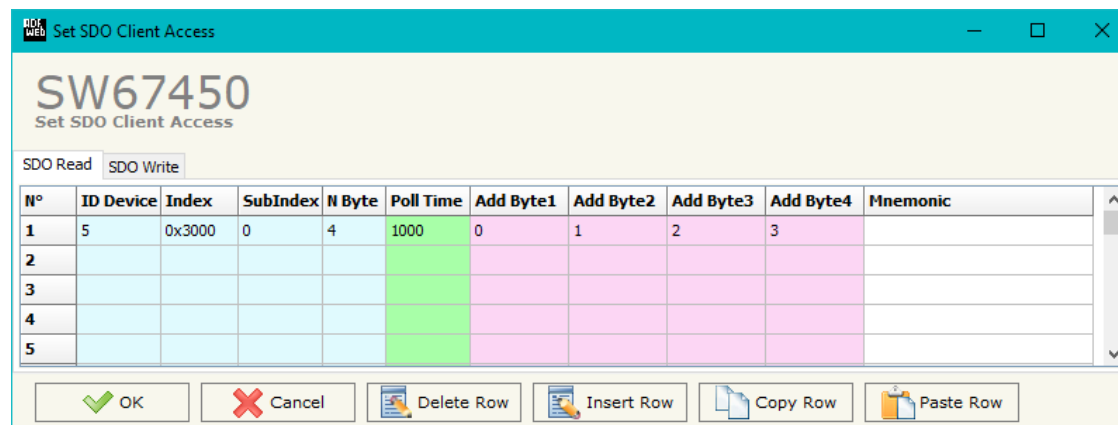 ADF
WEB Set SDO Client Access
SW67450
Set SDO Client Access
SDO Read SDO Write
N° ID Device Index SubIndex N Byte Poll Time Add Byte1 Add Byte2 Add Byte3 Add Byte4 Mnemonic
1 5 0x3000 0 4 1000 0 1 2 3
2
3
4
5
OK Cancel Delete Row Insert Row Copy Row Paste Row